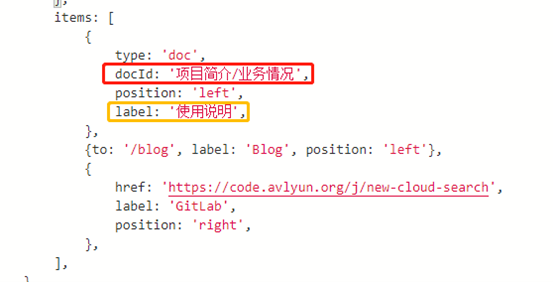 },
items: [
{
type: 'doc',
docId: '项目简介/业务情况',
position: 'left',
label: '使用说明',
},
{to: '/blog', label: 'Blog', position: 'left'},
{
href: 'https://code.avlyun.org/j/new-cloud-search',
label: 'GitLab',
position: 'right',
},
],
}